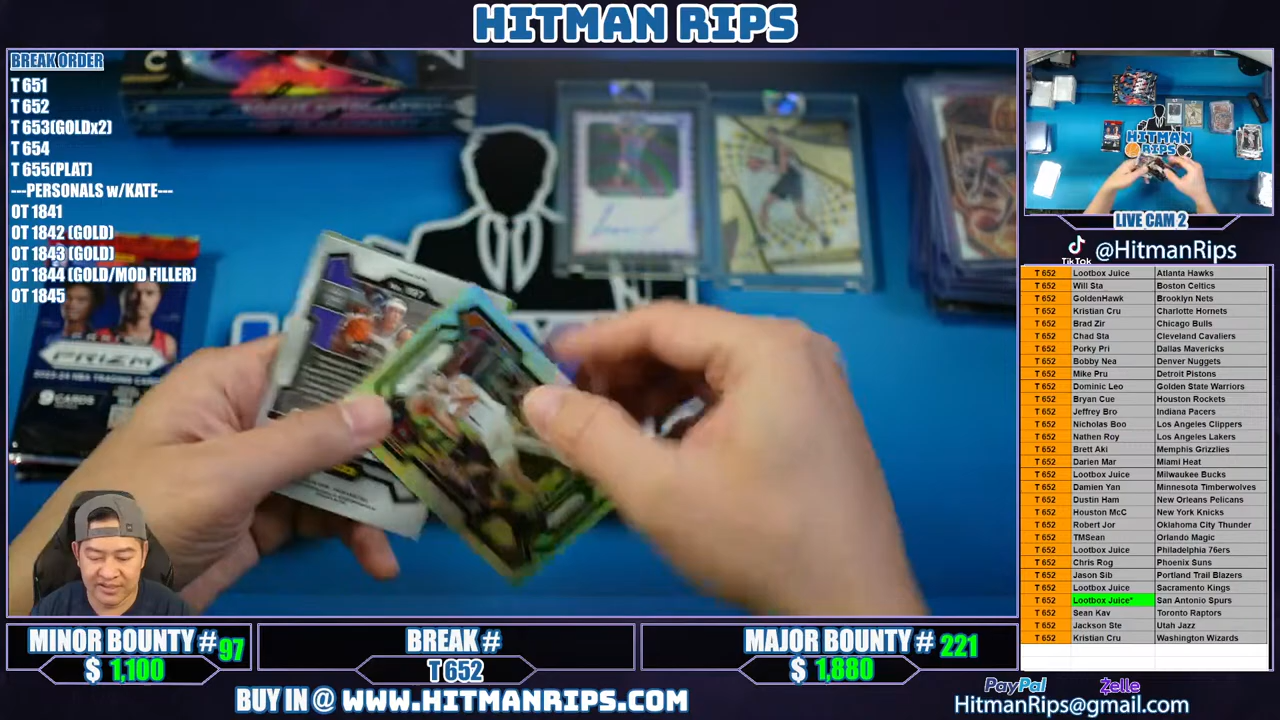 HITMAN RIPS
BREAK ORDER
T 651
T 652
T 653(GOLDx2)
T 654
T 655(PLAT)
---PERSONALS w/KATE---
OT 1841
OT 1842 (GOLD)
OT 1843 (GOLD)
OT 1844 (GOLD/MOD FILLER)
OT 1845
PRIZM
2023-24 NBA TRADING CARDS
9 CARDS
HITMAN
RIPS
LIVE CAM 2
TikTok
@HitmanRips
T 652 Lootbox Juice Atlanta Hawks
T 652 Will Sta Boston Celtics
T 652 GoldenHawk Brooklyn Nets
T 652 Kristian Cru Charlotte Hornets
T 652 Brad Zir Chicago Bulls
T 652 Chad Sta Cleveland Cavaliers
T 652 Porky Pri Dallas Mavericks
T 652 Bobby Nea Denver Nuggets
T 652 Mike Pru Detroit Pistons
T 652 Dominic Leo Golden State Warriors
T 652 Bryan Cue Houston Rockets
T 652 Jeffrey Bro Indiana Pacers
T 652 Nicholas Boo Los Angeles Clippers
T 652 Nathen Roy Los Angeles Lakers
T 652 Brett Aki Memphis Grizzlies
T 652 Darien Mar Miami Heat
T 652 Lootbox Juice Milwaukee Bucks
T 652 Damien Yan Minnesota Timberwolves
T 652 Dustin Ham New Orleans Pelicans
T 652 Houston McC New York Knicks
T 652 Robert Jor Oklahoma City Thunder
T 652 TMSean Orlando Magic
T 652 Lootbox Juice Philadelphia 76ers
T 652 Chris Rog Phoenix Suns
T 652 Jason Sib Portland Trail Blazers
T 652 Lootbox Juice Sacramento Kings
T 652 Lootbox Juice* San Antonio Spurs
T 652 Sean Kav Toronto Raptors
T 652 Jackson Ste Utah Jazz
T 652 Kristian Cru Washington Wizards
MINOR BOUNTY # 97
$ 1,100
BREAK #
T 652
MAJOR BOUNTY # 221
$ 1,880
BUY IN @ WWW.HITMANRIPS.COM
PayPal Zelle
HitmanRips@gmail.com